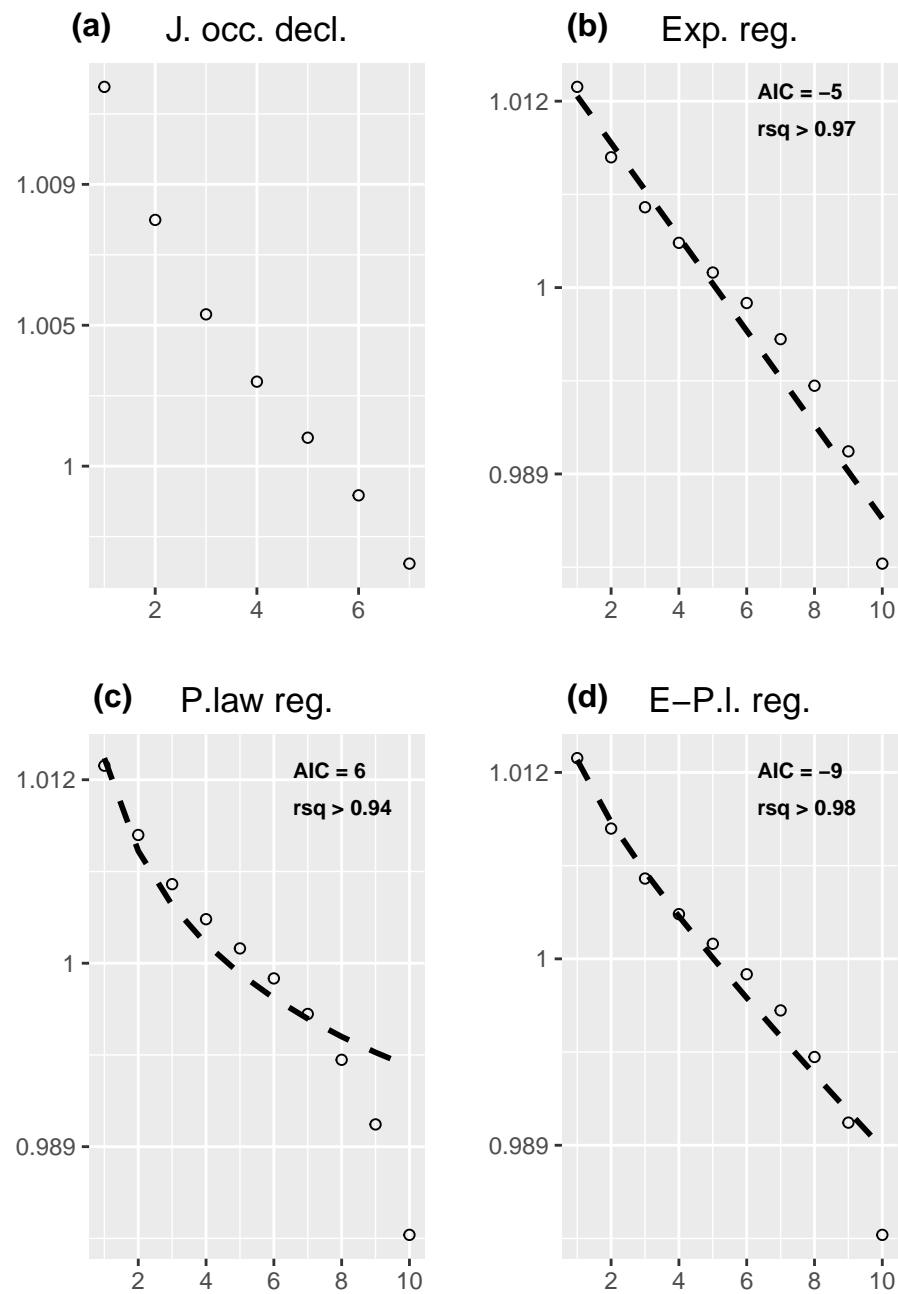 (a) J. occ. decl.
1.009
1.005
1
2 4 6
(b) Exp. reg.
AIC = −5
rsq > 0.97
1.012
1
0.989
2 4 6 8 10
(c) P.law reg.
AIC = 6
rsq > 0.94
1.012
1
0.989
2 4 6 8 10
(d) E−P.l. reg.
AIC = −9
rsq > 0.98
1.012
1
0.989
2 4 6 8 10